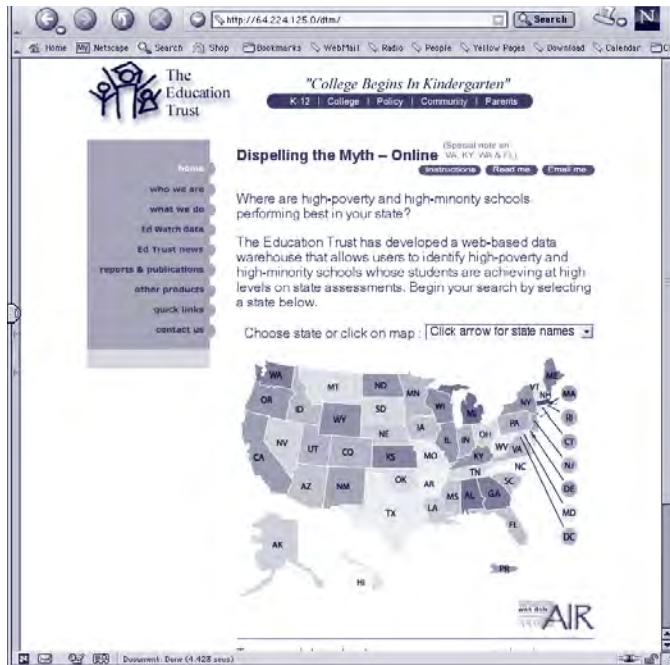 http://64.224.125.0/dtm/
Search
N
Home My Netscape Search Shop Bookmarks WebMail Radio People Yellow Pages Download Calendar
The
Education
Trust
"College Begins In Kindergarten"
K-12 | College | Policy | Community | Parents
home
who we are
what we do
Ed Watch data
Ed Trust news
reports & publications
other products
quick links
contact us
Dispelling the Myth – Online
(Special note on
VA, KY, WA & FL)
Instructions Read me Email me
Where are high-poverty and high-minority schools
performing best in your state?
The Education Trust has developed a web-based data
warehouse that allows users to identify high-poverty and
high-minority schools whose students are achieving at high
levels on state assessments. Begin your search by selecting
a state below.
Choose state or click on map : Click arrow for state names
WA MT ND MN ME
VT NH MA
OR ID WY SD WI MI NY RI
NV NE IA PA CT
CA UT CO KS MO IL IN OH WV VA NJ
KY DE
AZ NM OK AR TN NC MD
SC
TX LA MS AL GA DC
FL
AK HI PR
AIR
Document: Done (4.428 secs)